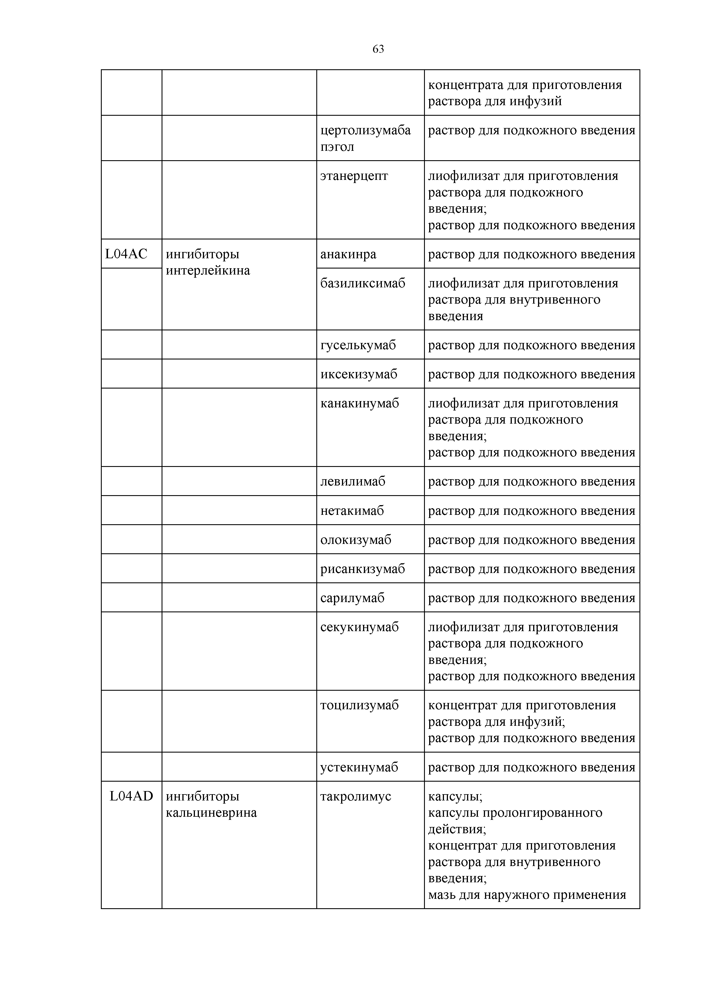 63
концентрата для приготовления
раствора для инфузий
цертолизумаба
пэгол
раствор для подкожного введения
этанерцепт
лиофилизат для приготовления
раствора для подкожного
введения;
раствор для подкожного введения
L04AC
ингибиторы
интерлейкина
анакинра
раствор для подкожного введения
базиликсимаб
лиофилизат для приготовления
раствора для внутривенного
введения
гуселькумаб
раствор для подкожного введения
иксекизумаб
раствор для подкожного введения
канакинумаб
лиофилизат для приготовления
раствора для подкожного
введения;
раствор для подкожного введения
левилимаб
раствор для подкожного введения
нетакимаб
раствор для подкожного введения
олокизумаб
раствор для подкожного введения
рисанкизумаб
раствор для подкожного введения
сарилумаб
раствор для подкожного введения
секукинумаб
лиофилизат для приготовления
раствора для подкожного
введения;
раствор для подкожного введения
тоцилизумаб
концентрат для приготовления
раствора для инфузий;
раствор для подкожного введения
устекинумаб
раствор для подкожного введения
L04AD
ингибиторы
кальциневрина
такролимус
капсулы;
капсулы пролонгированного
действия;
концентрат для приготовления
раствора для внутривенного
введения;
мазь для наружного применения